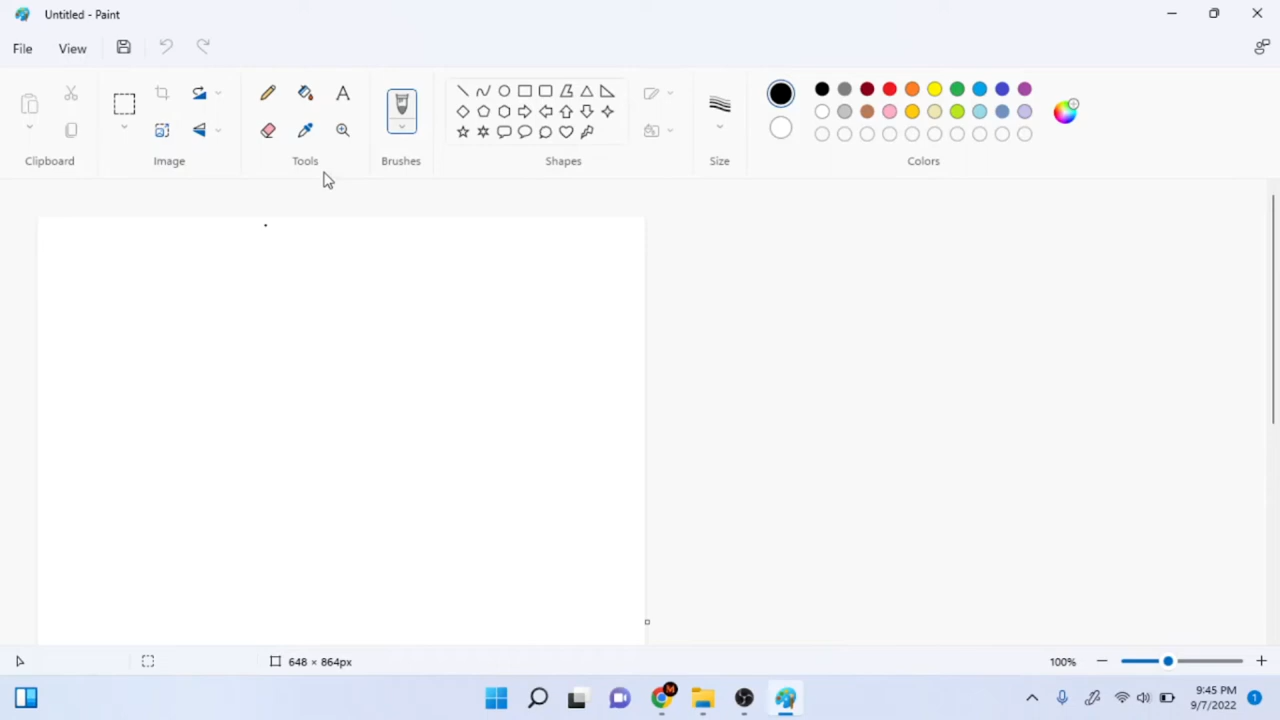 Untitled - Paint
File View
A
Clipboard Image Tools Brushes Shapes Size Colors
648 × 864px 100%
M
9:45 PM
9/7/2022
1